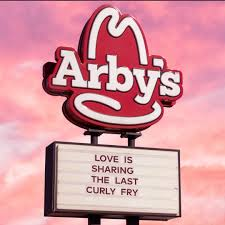 Arby's
LOVE IS
SHARING
THE LAST
CURLY FRY